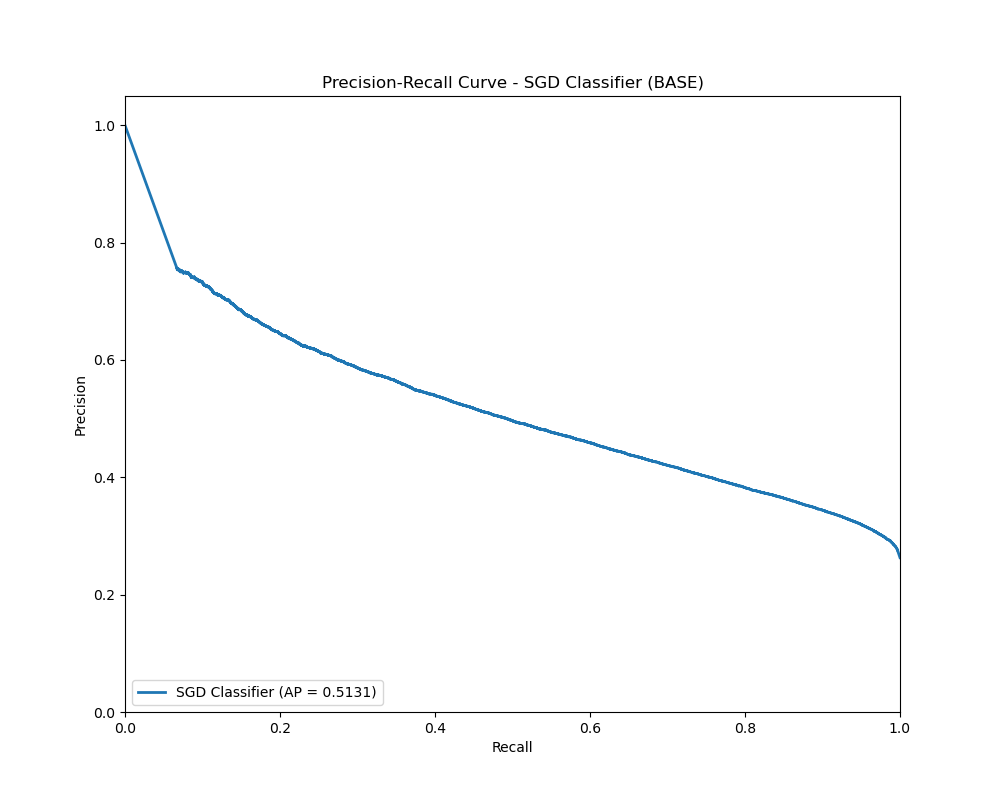 Precision-Recall Curve - SGD Classifier (BASE)
1.0
0.8
0.6
0.4
0.2
0.0
Precision
SGD Classifier (AP = 0.5131)
0.0 0.2 0.4 0.6 0.8 1.0
Recall